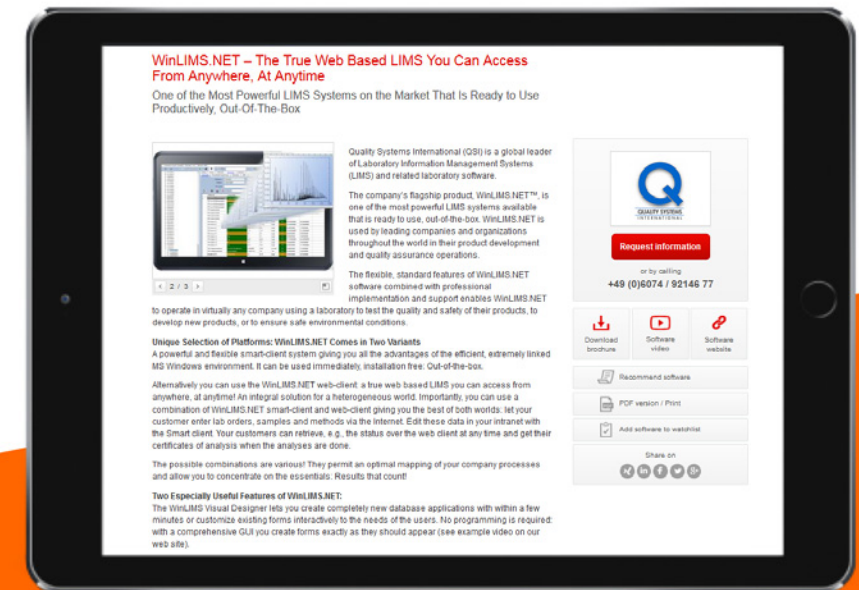 WinLIMS.NET – The True Web Based LIMS You Can Access
From Anywhere, At Anytime
One of the Most Powerful LIMS Systems on the Market That Is Ready to Use
Productively, Out-Of-The-Box
Quality Systems International (QSI) is a global leader
of Laboratory Information Management Systems
(LIMS) and related laboratory software.
The company's flagship product, WinLIMS.NET™, is
one of the most powerful LIMS systems available
that is ready to use, out-of-the-box. WinLIMS.NET is
used by leading companies and organizations
throughout the world in their product development
and quality assurance operations.
The flexible, standard features of WinLIMS.NET
software combined with professional
implementation and support enables WinLIMS.NET
to operate in virtually any company using a laboratory to test the quality and safety of their products, to
develop new products, or to ensure safe environmental conditions.
< 2 / 3 >
Unique Selection of Platforms: WinLIMS.NET Comes in Two Variants
A powerful and flexible smart-client system giving you all the advantages of the efficient, extremely linked
MS Windows environment. It can be used immediately, installation free: Out-of-the-box.
Alternatively you can use the WinLIMS.NET web-client: a true web based LIMS you can access from
anywhere, at anytime! An integral solution for a heterogeneous world. Importantly, you can use a
combination of WinLIMS.NET smart-client and web-client giving you the best of both worlds: let your
customer enter lab orders, samples and methods via the Internet. Edit these data in your intranet with
the Smart client. Your customers can retrieve, e.g., the status over the web client at any time and get their
certificates of analysis when the analyses are done.
The possible combinations are various! They permit an optimal mapping of your company processes
and allow you to concentrate on the essentials: Results that count!
Two Especially Useful Features of WinLIMS.NET:
The WinLIMS Visual Designer lets you create completely new database applications with within a few
minutes or customize existing forms interactively to the needs of the users. No programming is required:
with a comprehensive GUI you create forms exactly as they should appear (see example video on our
web site).
Q
QUALITY SYSTEMS
INTERNATIONAL
Request information
or by calling
+49 (0)6074 / 92146 77
Download
brochure
Software
video
Software
website
Recommend software
PDF version / Print
Add software to watchlist
Share on